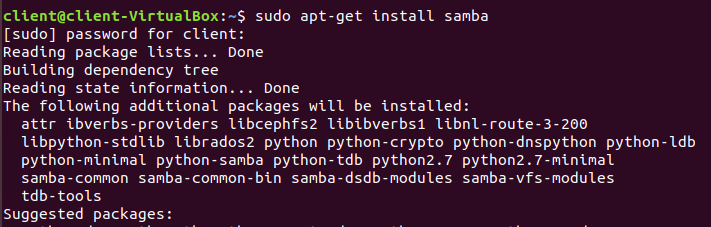 client@client-VirtualBox:~$ sudo apt-get install samba
[sudo] password for client:
Reading package lists... Done
Building dependency tree
Reading state information... Done
The following additional packages will be installed:
  attr ibverbs-providers libcephfs2 libibverbs1 libnl-route-3-200
  libpython-stdlib librados2 python python-crypto python-dnspython python-ldb
  python-minimal python-samba python-tdb python2.7 python2.7-minimal
  samba-common samba-common-bin samba-dsdb-modules samba-vfs-modules
  tdb-tools
Suggested packages: